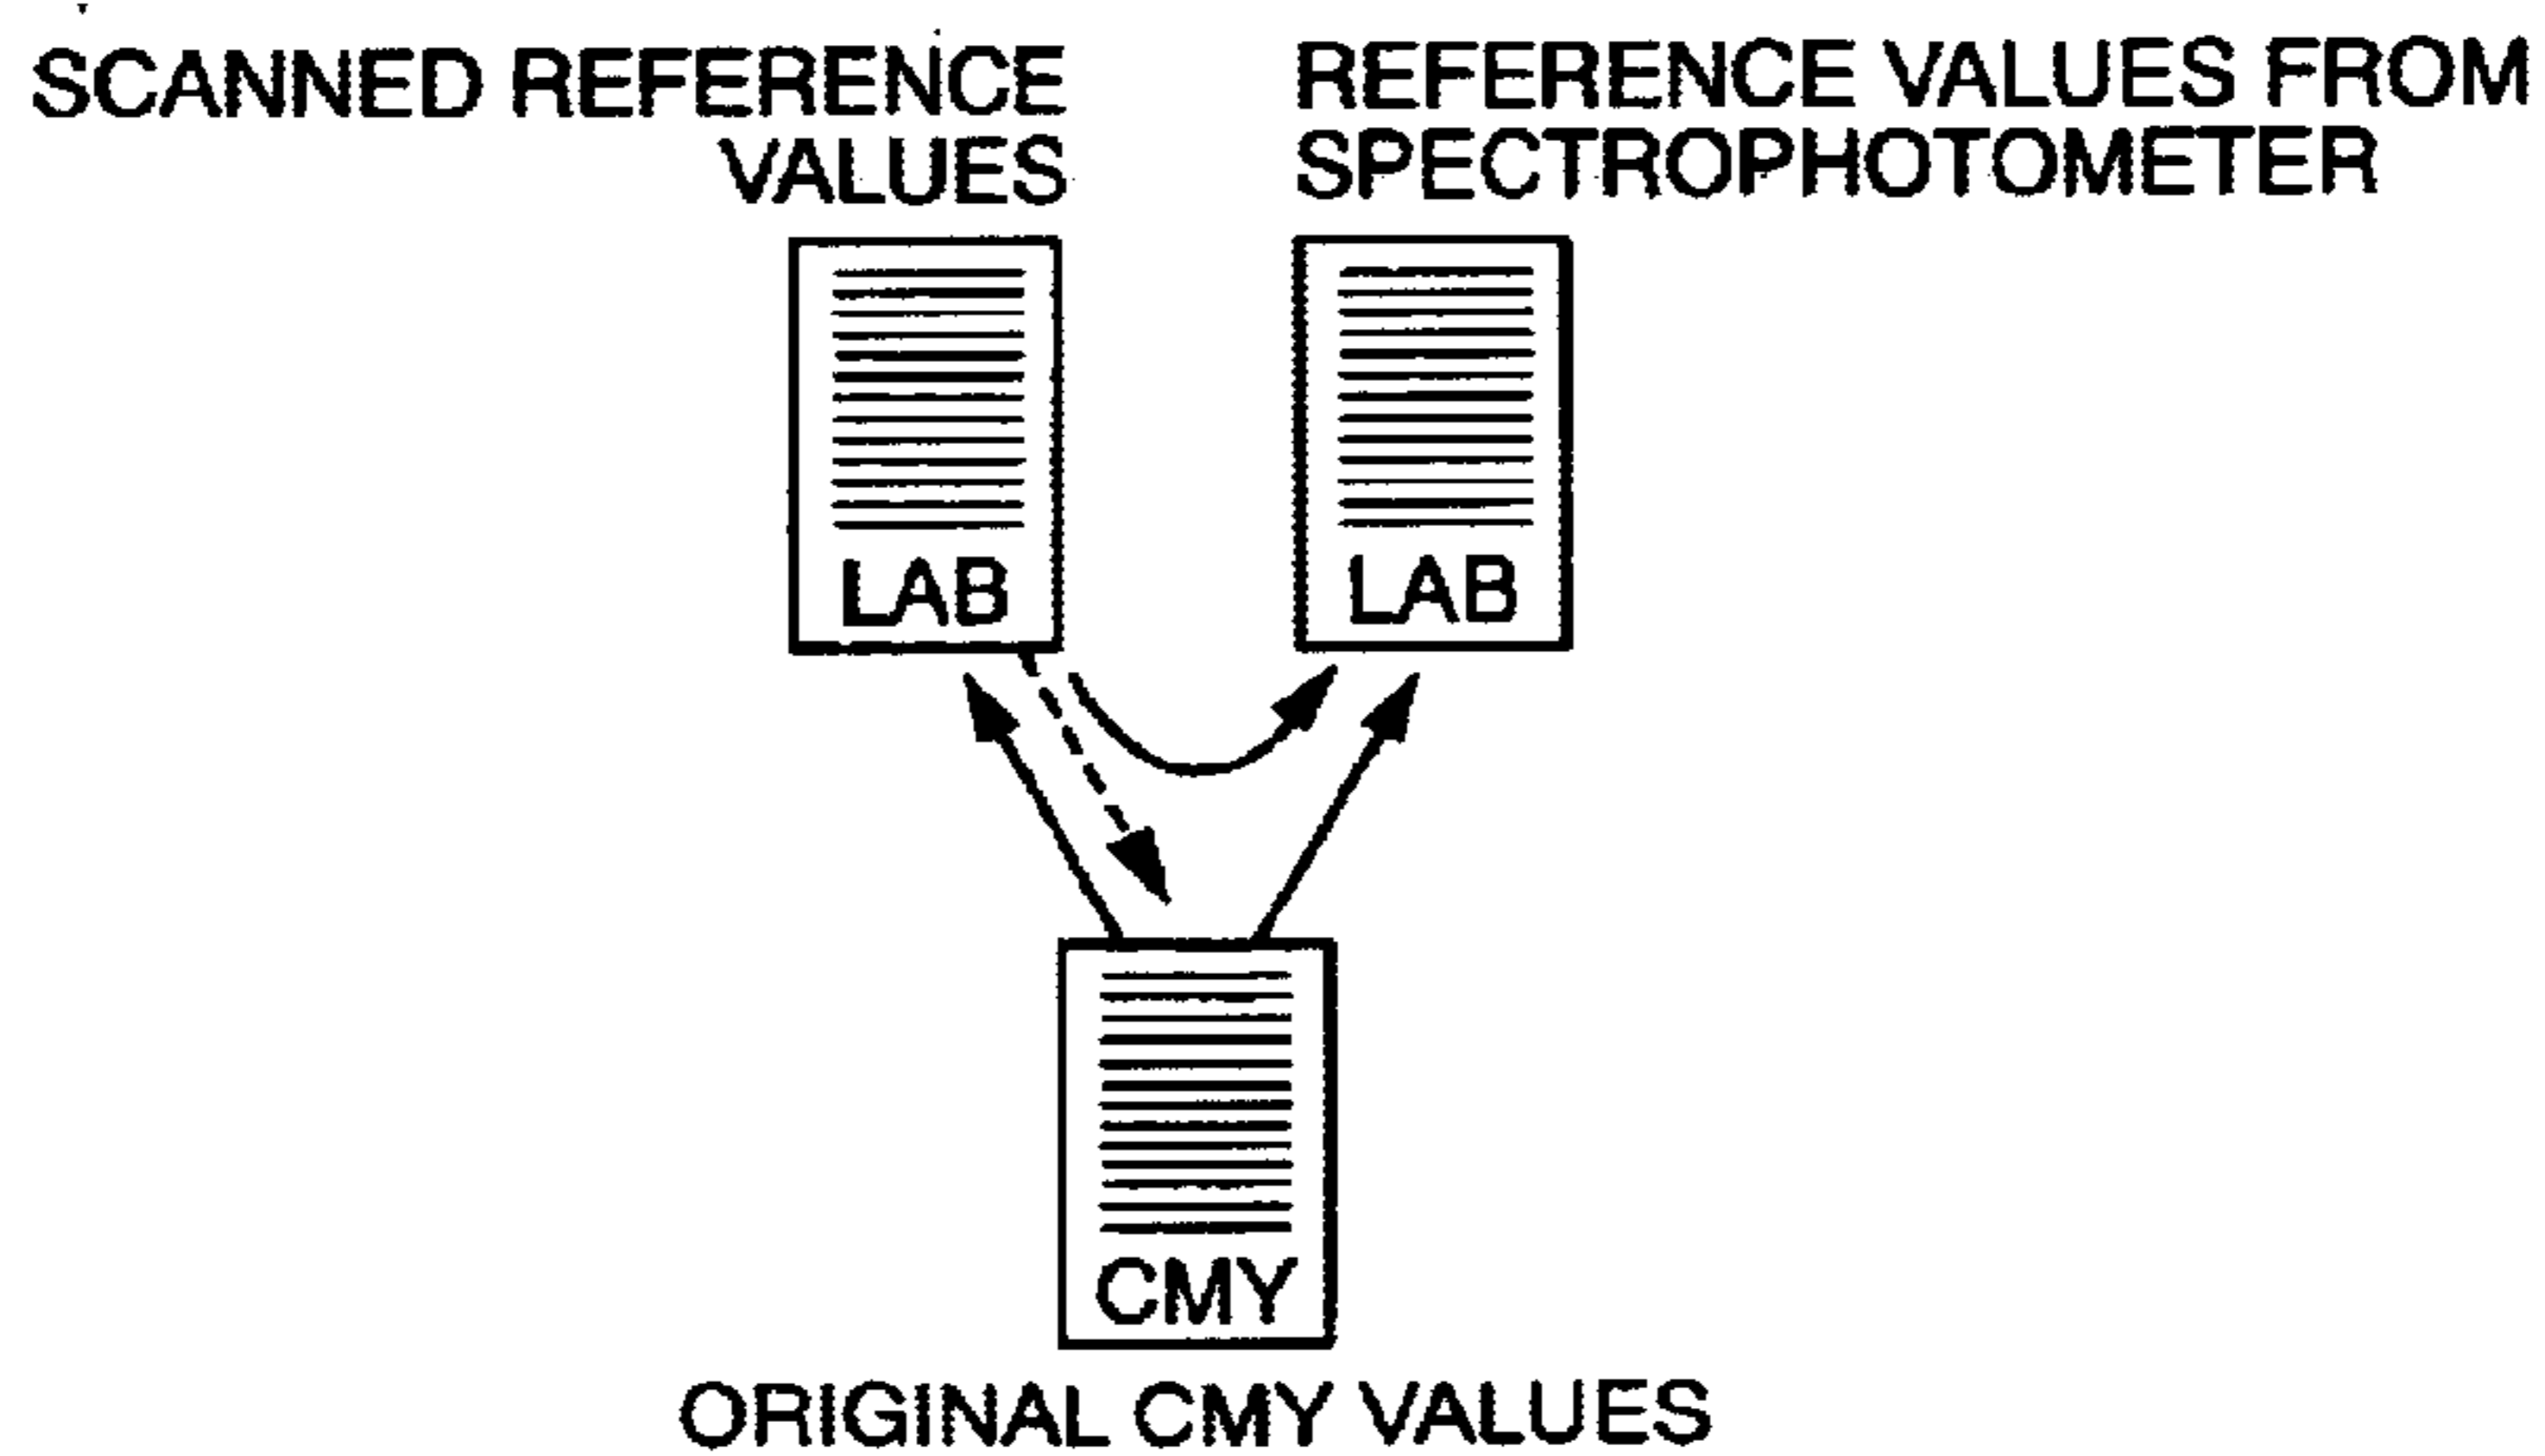 SCANNED REFERENCE
VALUES
REFERENCE VALUES FROM
SPECTROPHOTOMETER
LAB
LAB
CMY
ORIGINAL CMY VALUES